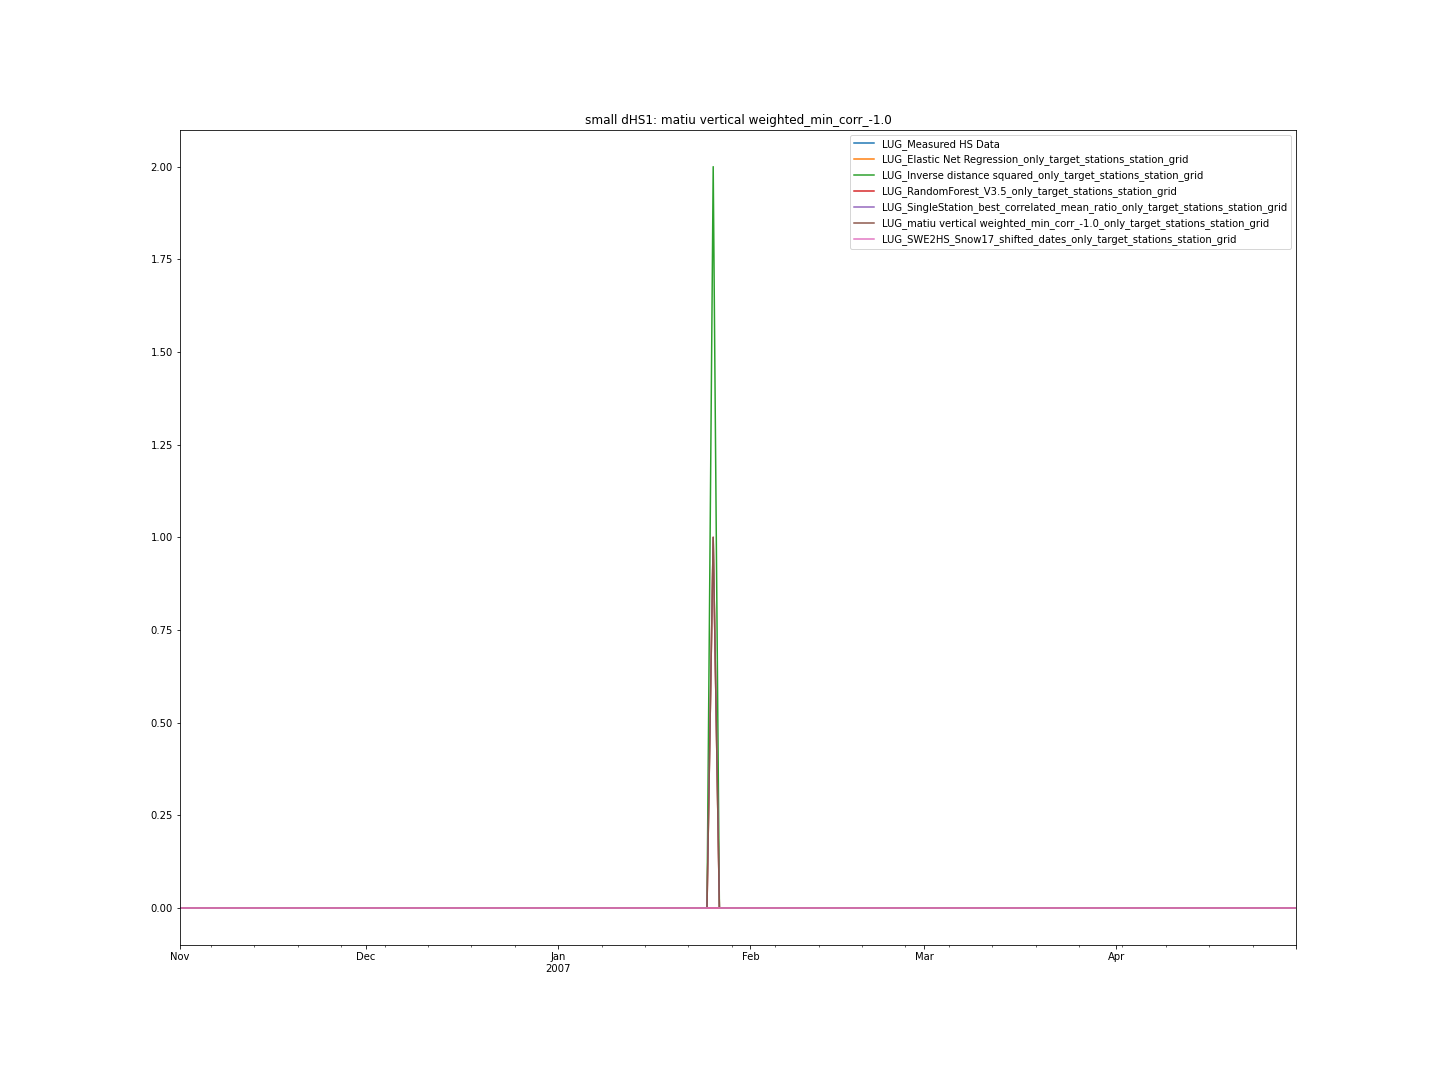 small dHS1: matiu vertical weighted_min_corr_-1.0
LUG_Measured HS Data
LUG_Elastic Net Regression_only_target_stations_station_grid
LUG_Inverse distance squared_only_target_stations_station_grid
LUG_RandomForest_V3.5_only_target_stations_station_grid
LUG_SingleStation_best_correlated_mean_ratio_only_target_stations_station_grid
LUG_matiu vertical weighted_min_corr_-1.0_only_target_stations_station_grid
LUG_SWE2HS_Snow17_shifted_dates_only_target_stations_station_grid
2.00
1.75
1.50
1.25
1.00
0.75
0.50
0.25
0.00
Nov Dec Jan Feb Mar Apr
2007